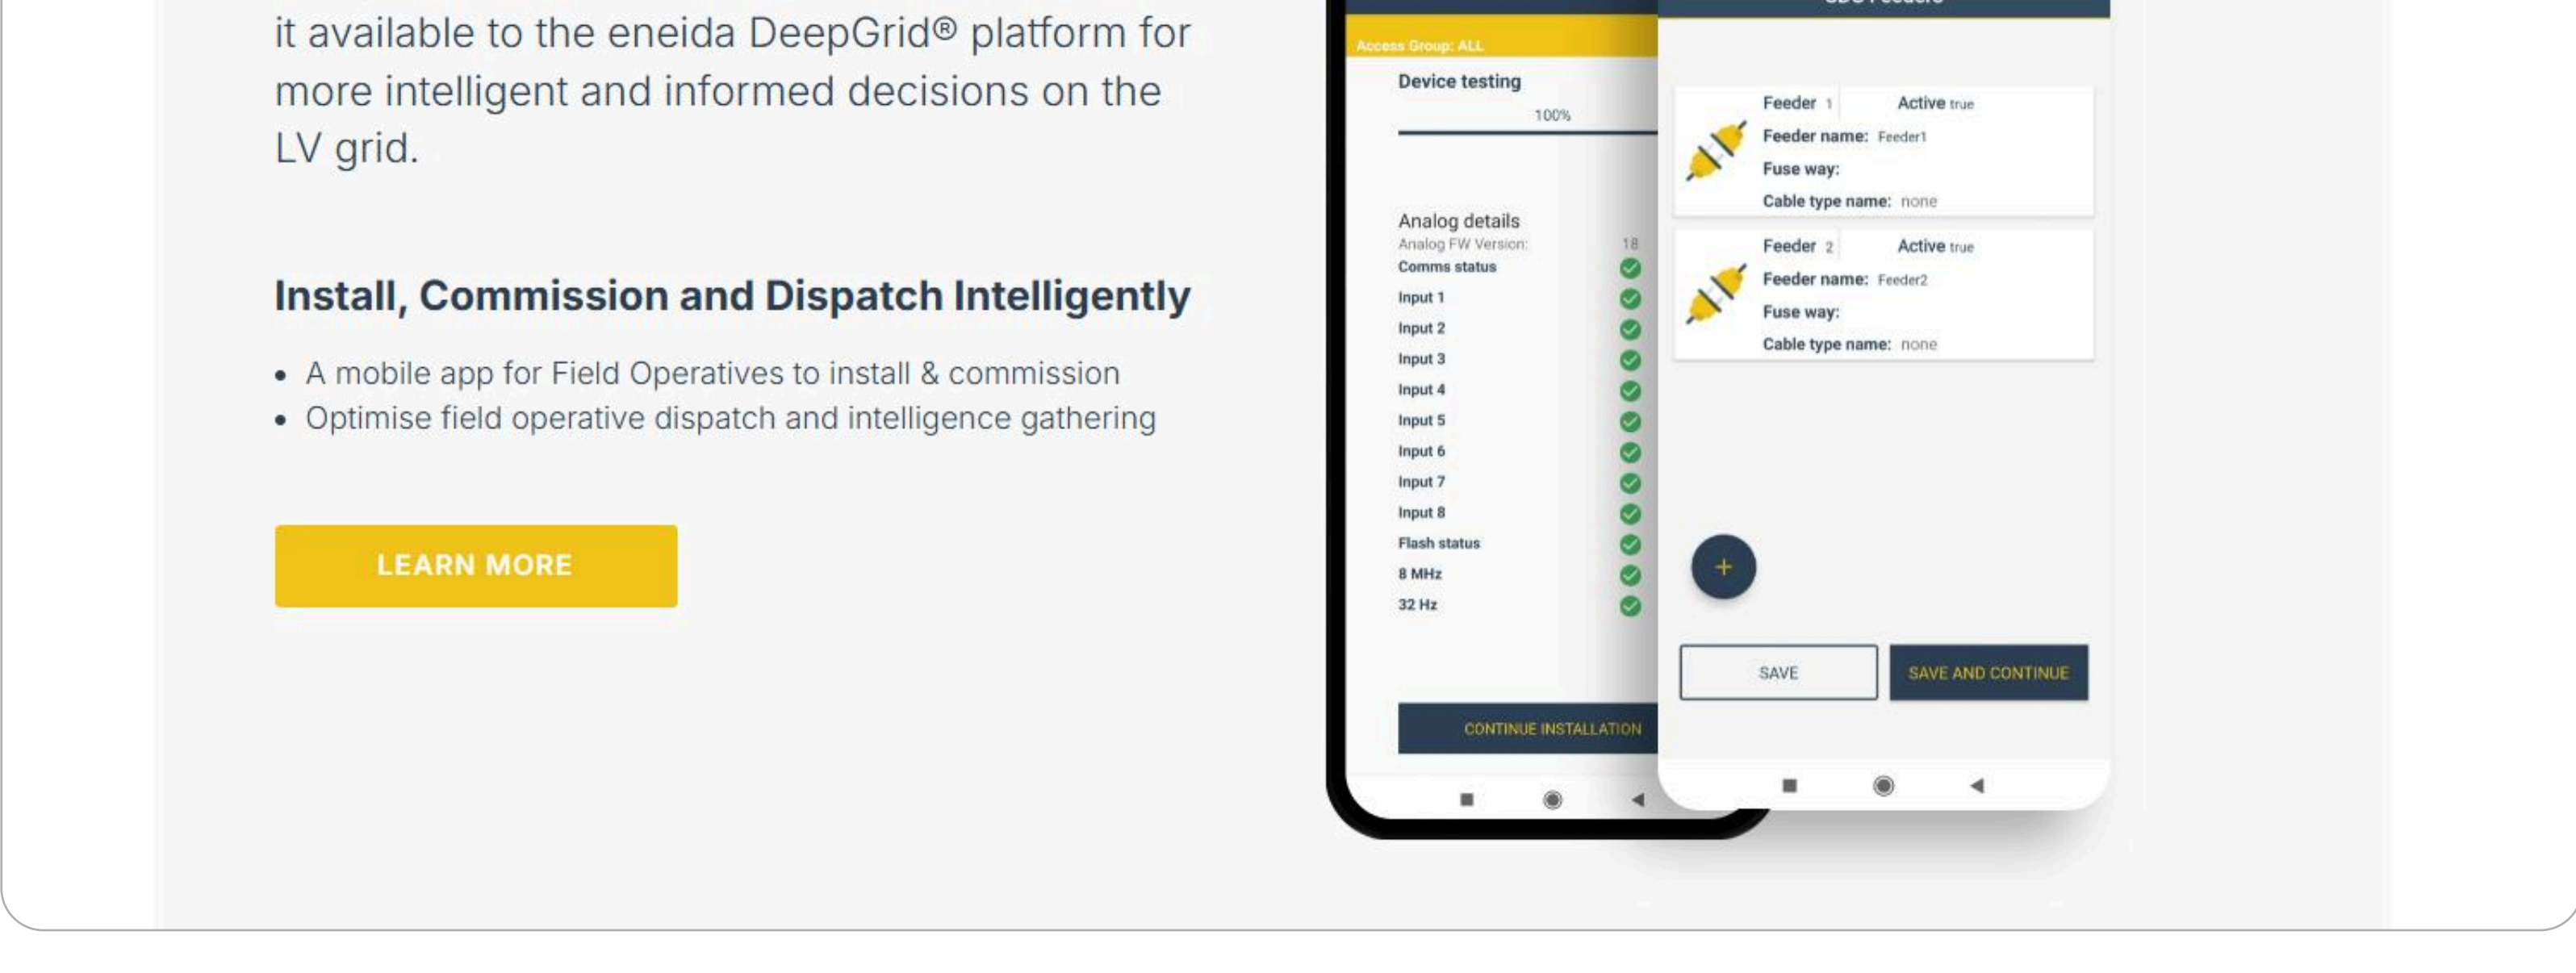 it available to the eneida DeepGrid® platform for
more intelligent and informed decisions on the
LV grid.
Install, Commission and Dispatch Intelligently
• A mobile app for Field Operatives to install & commission
• Optimise field operative dispatch and intelligence gathering
LEARN MORE
Access Group: ALL
Device testing
100%
Analog details
Analog FW Version: 18
Comms status
Input 1
Input 2
Input 3
Input 4
Input 5
Input 6
Input 7
Input 8
Flash status
8 MHz
32 Hz
CONTINUE INSTALLATION
Feeders
Feeder 1 Active true
Feeder name: Feeder1
Fuse way:
Cable type name: none
Feeder 2 Active true
Feeder name: Feeder2
Fuse way:
Cable type name: none
+
SAVE SAVE AND CONTINUE